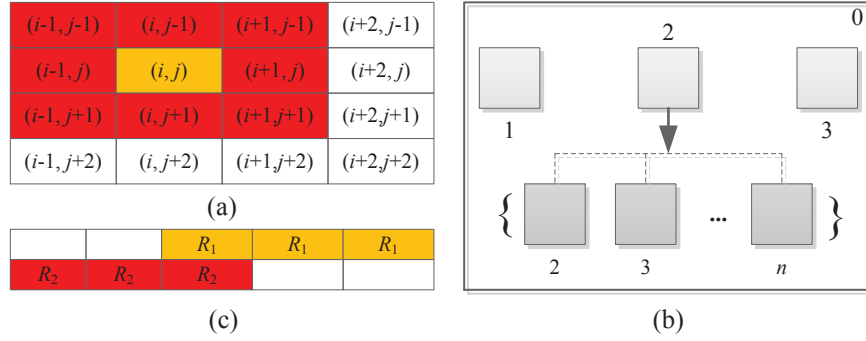 (i-1, j-1) (i, j-1) (i+1, j-1) (i+2, j-1)
(i-1, j) (i, j) (i+1, j) (i+2, j)
(i-1, j+1) (i, j+1) (i+1,j+1) (i+2,j+1)
(i-1, j+2) (i, j+2) (i+1,j+2) (i+2,j+2)
(a)
R₁ R₁ R₁
R₂ R₂ R₂
(c)
0
2
1 3
{ ... }
2 3 n
(b)